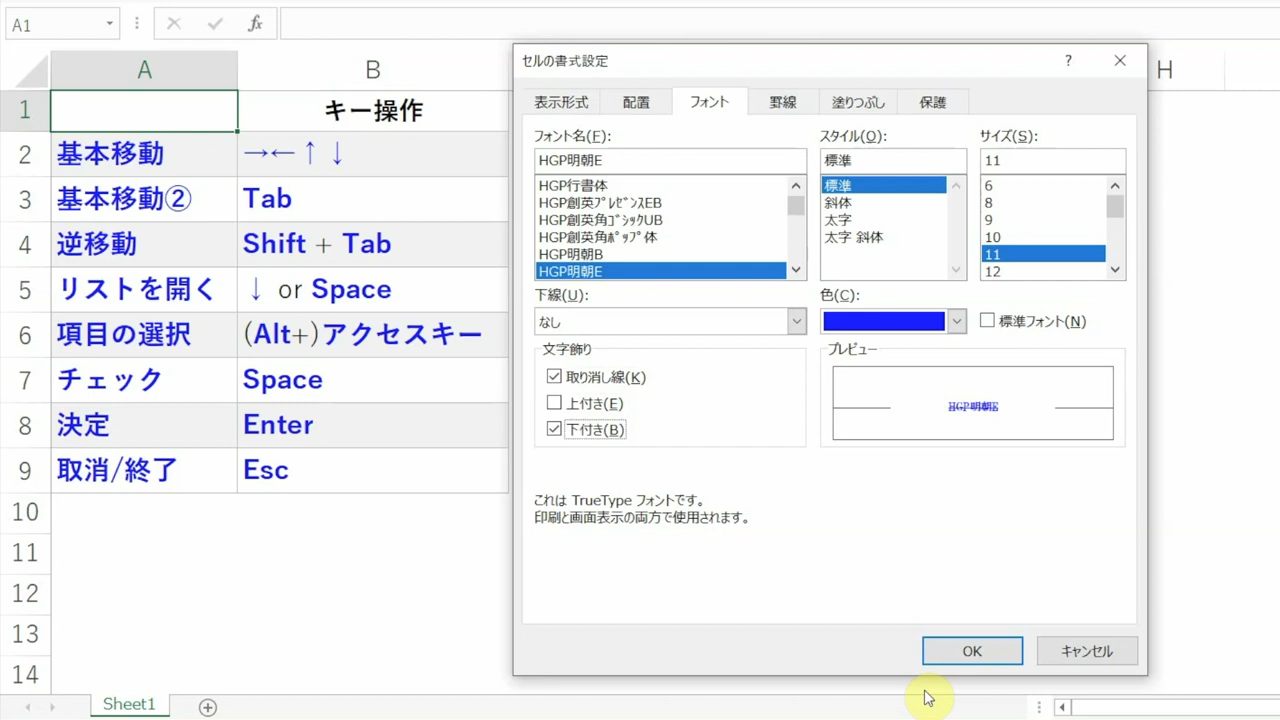 A1
fx
A B H
1 キー操作
2 基本移動 →←↑↓
3 基本移動② Tab
4 逆移動 Shift + Tab
5 リストを開く ↓ or Space
6 項目の選択 (Alt+)アクセスキー
7 チェック Space
8 決定 Enter
9 取消/終了 Esc
10
11
12
13
14
Sheet1
セルの書式設定 ?
表示形式 配置 フォント 罫線 塗りつぶし 保護
フォント名(F): スタイル(O): サイズ(S):
HGP明朝E 標準 11
HGP行書体 標準 6
HGP創英ﾌﾟﾚｾﾞﾝｽEB 斜体 8
HGP創英角ｺﾞｼｯｸUB 太字 9
HGP創英角ﾎﾟｯﾌﾟ体 太字 斜体 10
HGP明朝B 11
HGP明朝E 12
下線(U): 色(C):
なし 標準フォント(N)
文字飾り プレビュー
取り消し線(K)
上付き(E) HGP明朝E
下付き(B)
これは TrueType フォントです。
印刷と画面表示の両方で使用されます。
OK キャンセル